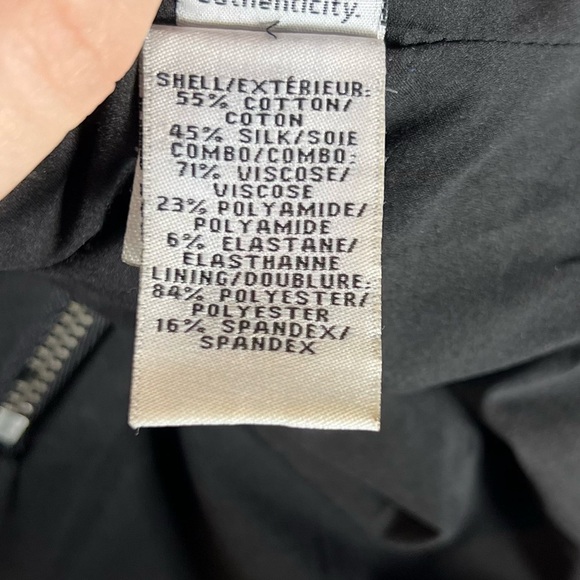 authenticity.
SHELL/EXTÉRIEUR:
55% COTTON/
COTON
45% SILK/SOIE
COMBO/COMBO:
71% VISCOSE/
VISCOSE
23% POLYAMIDE/
POLYAMIDE
6% ELASTANE/
ELASTHANNE
LINING/DOUBLURE:
84% POLYESTER/
POLYESTER
16% SPANDEX/
SPANDEX